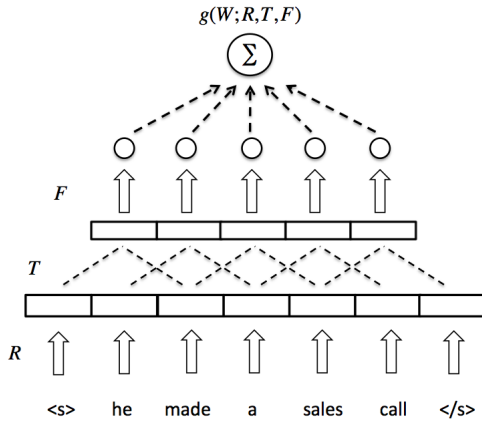 g(W; R,T,F)
Σ
F
T
R
<s> he made a sales call </s>